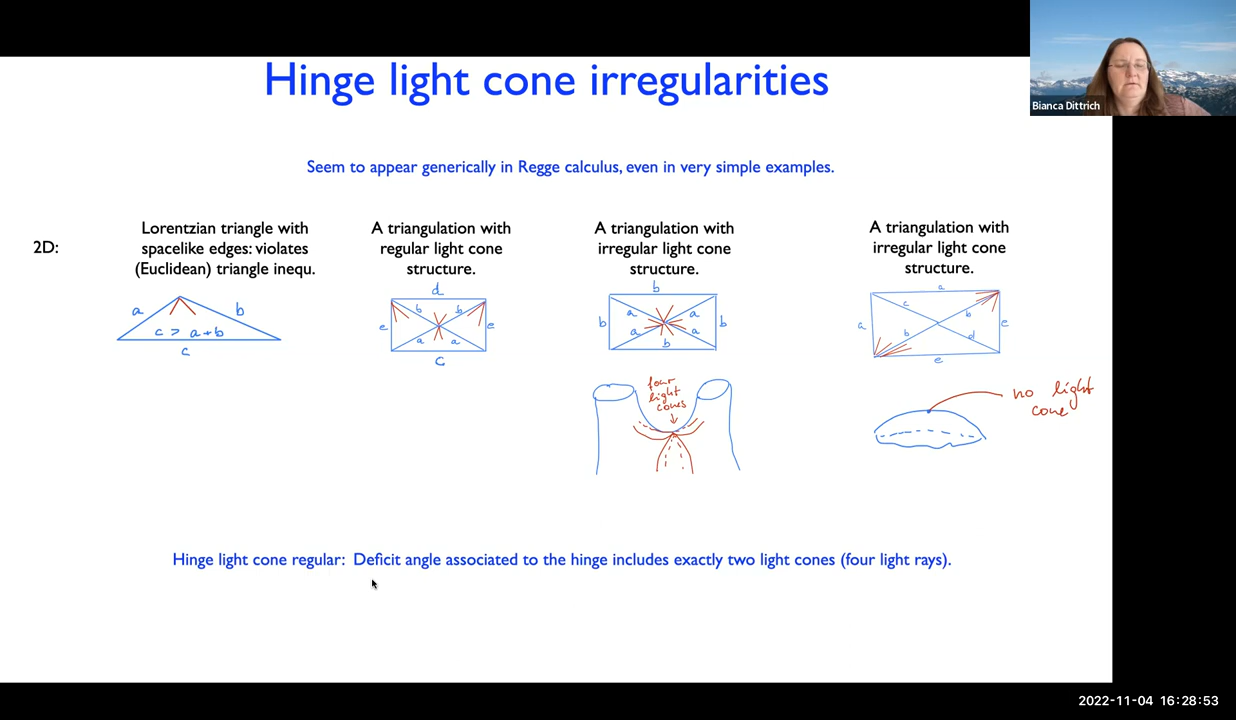 Hinge light cone irregularities
Bianca Dittrich
Seem to appear generically in Regge calculus, even in very simple examples.
2D:
Lorentzian triangle with
spacelike edges: violates
(Euclidean) triangle inequ.
a
b
c > a+b
c
A triangulation with
regular light cone
structure.
d
b b
e e
a a
c
A triangulation with
irregular light cone
structure.
b
a a
b b
a a
b
four
light
cones
A triangulation with
irregular light cone
structure.
a
c b
a e
b d
e
no light
cone
Hinge light cone regular: Deficit angle associated to the hinge includes exactly two light cones (four light rays).
2022-11-04 16:28:53